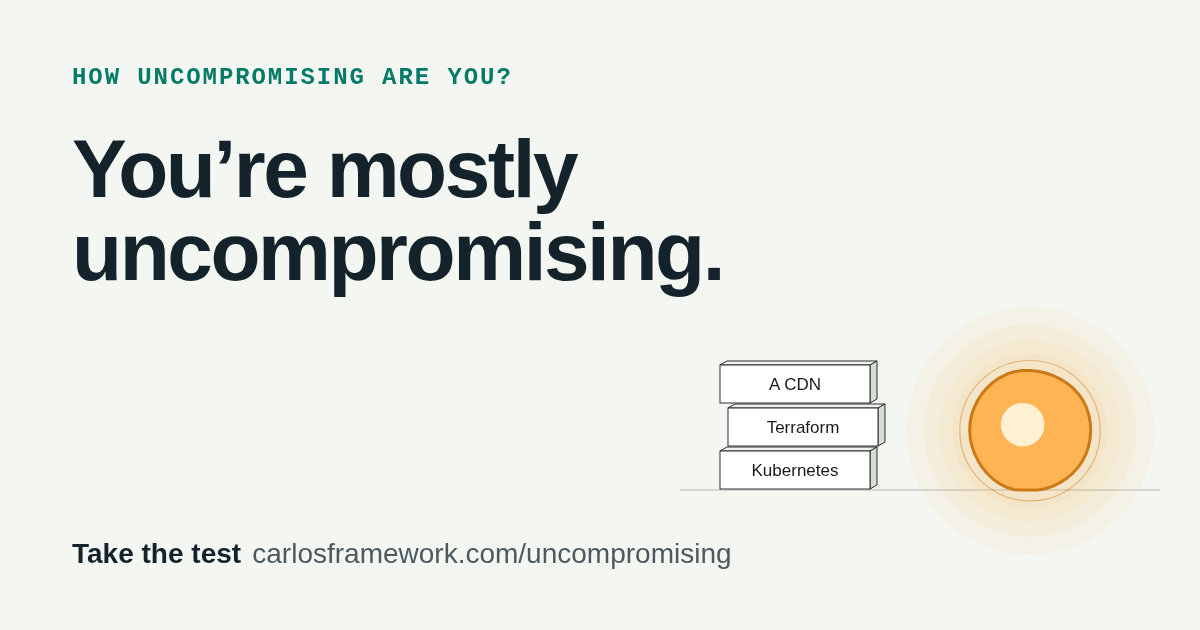 HOW UNCOMPROMISING ARE YOU?
You’re mostly
uncompromising.
A CDN
Terraform
Kubernetes
Take the test carlosframework.com/uncompromising